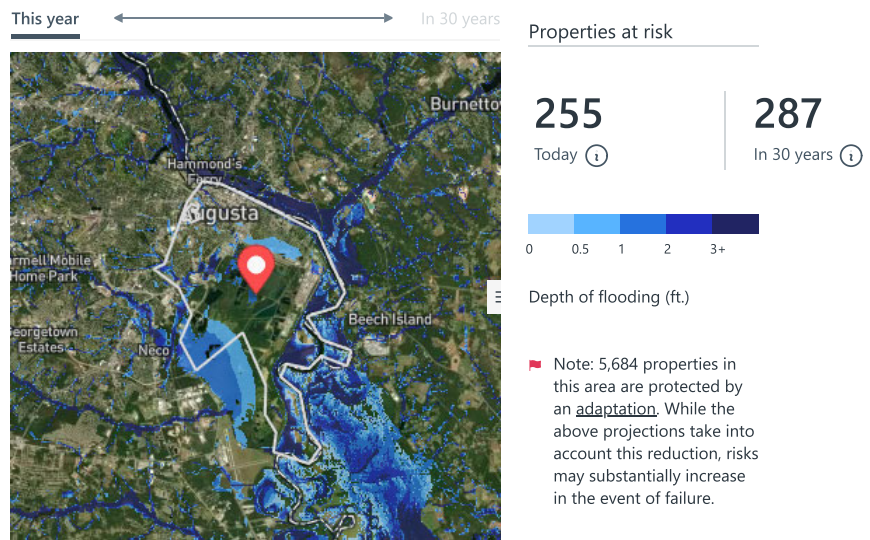 This year
In 30 years
Properties at risk
255
287
Today
In 30 years
0 0.5 1 2 3+
Depth of flooding (ft.)
Note: 5,684 properties in
this area are protected by
an adaptation. While the
above projections take into
account this reduction, risks
may substantially increase
in the event of failure.
Burnetto
Hammond's
Ferry
Augusta
armell Mobile
Home Park
Georgetown
Estates
Neco
Beech Island